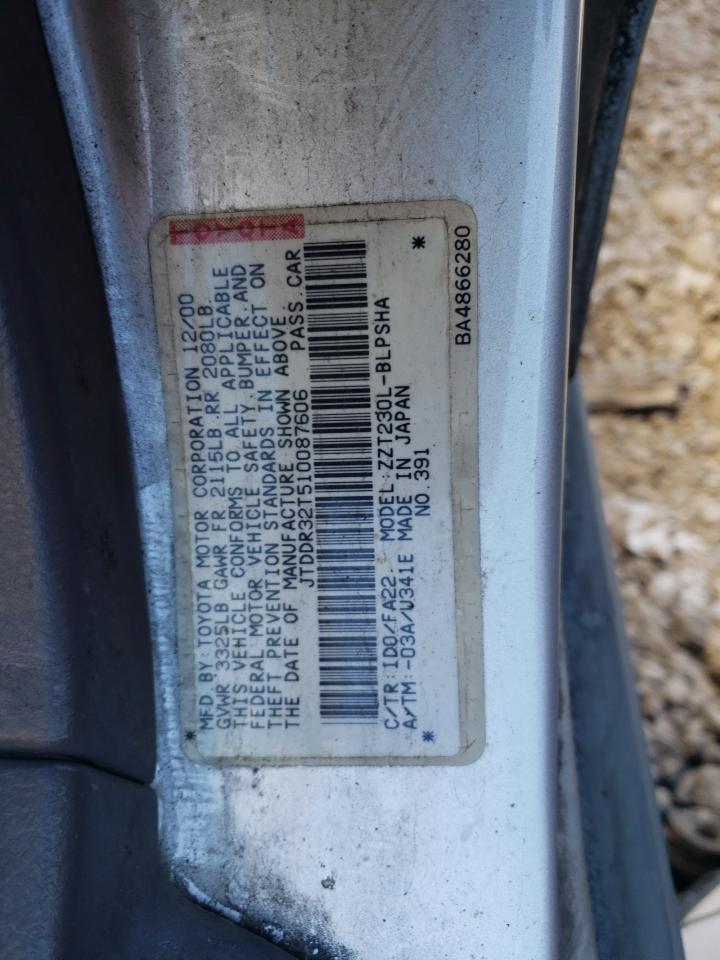 TOYOTA
MFD.BY:TOYOTA MOTOR CORPORATION 12/00
GVWR 3325LB GAWR FR 2115LB RR 2080LB
THIS VEHICLE CONFORMS TO ALL APPLICABLE
FEDERAL MOTOR VEHICLE SAFETY, BUMPER,AND
THEFT PREVENTION STANDARDS IN EFFECT ON
THE DATE OF MANUFACTURE SHOWN ABOVE.
JTDDR32T510087606 PASS.CAR
C/TR:1D0/FA22 MODEL:ZZT230L-BLPSHA
A/TM:-03A/U341E MADE IN JAPAN
NO.391
BA4866280